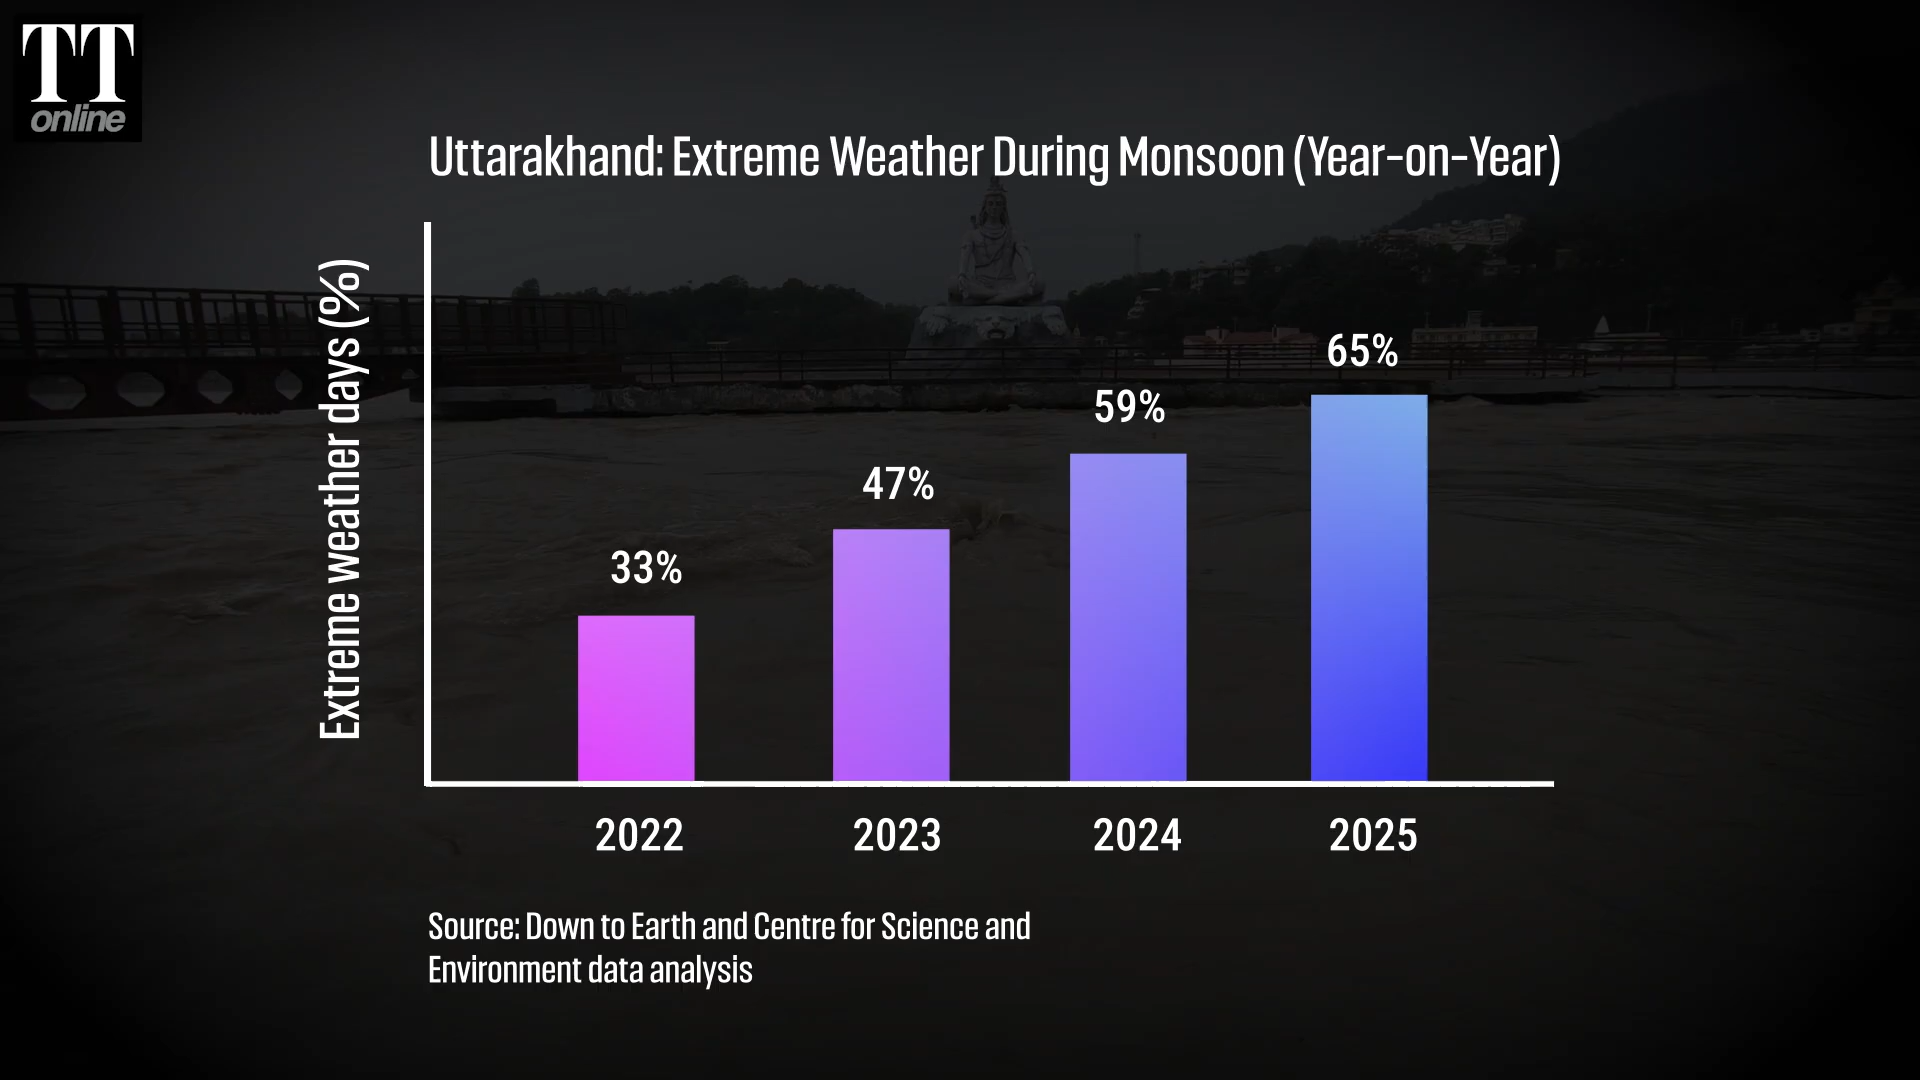 TT
online
Uttarakhand: Extreme Weather During Monsoon (Year-on-Year)
Extreme weather days (%)
33%
47%
59%
65%
2022
2023
2024
2025
Source: Down to Earth and Centre for Science and
Environment data analysis